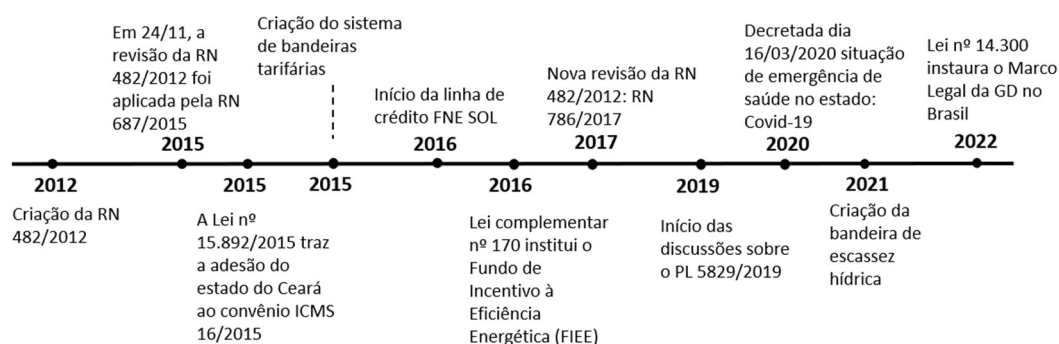 Em 24/11, a
revisão da RN
482/2012 foi
aplicada pela RN
687/2015
2015
Criação do sistema
de bandeiras
tarifárias
Início da linha de
crédito FNE SOL
2016
Nova revisão da RN
482/2012: RN
786/2017
2017
Decretada dia
16/03/2020 situação
de emergência de
saúde no estado:
Covid-19
2020
Lei nº 14.300
instaura o Marco
Legal da GD no
Brasil
2022
2012
Criação da RN
482/2012
2015
A Lei nº
15.892/2015 traz
a adesão do
estado do Ceará
ao convênio ICMS
16/2015
2015
2016
Lei complementar
nº 170 institui o
Fundo de
Incentivo à
Eficiência
Energética (FIEE)
2019
Início das
discussões sobre
o PL 5829/2019
2021
Criação da
bandeira de
escassez
hídrica